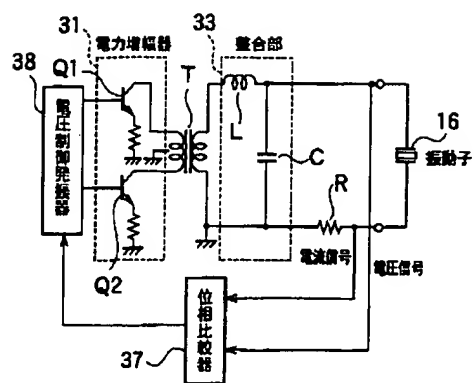 31
電力増幅器
33
整合部
38
Q1
T
L
16
振動子
電圧制御発振器
C
R
電流信号
電圧信号
Q2
位相比較器
37